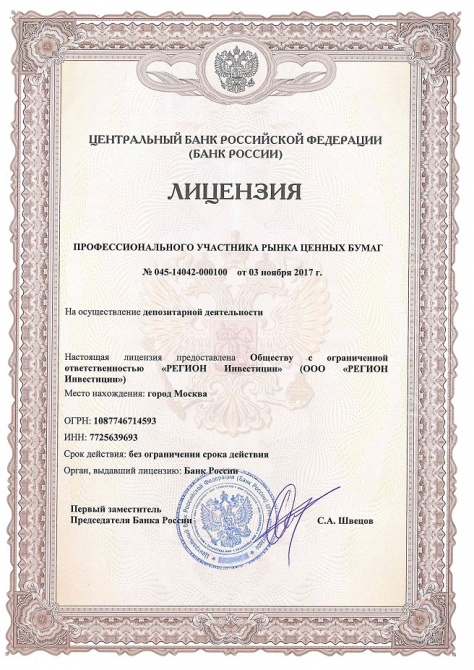 ЦЕНТРАЛЬНЫЙ БАНК РОССИЙСКОЙ ФЕДЕРАЦИИ
(БАНК РОССИИ)
ЛИЦЕНЗИЯ
ПРОФЕССИОНАЛЬНОГО УЧАСТНИКА РЫНКА ЦЕННЫХ БУМАГ
№ 045-14042-000100 от 03 ноября 2017 г.
На осуществление депозитарной деятельности
Настоящая лицензия предоставлена Обществу с ограниченной
ответственностью «РЕГИОН Инвестиции» (ООО «РЕГИОН
Инвестиции»)
Место нахождения: город Москва
ОГРН: 1087746714593
ИНН: 7725639693
Срок действия: без ограничения срока действия
Орган, выдавший лицензию: Банк России
Первый заместитель
Председателя Банка России
С.А. Швецов